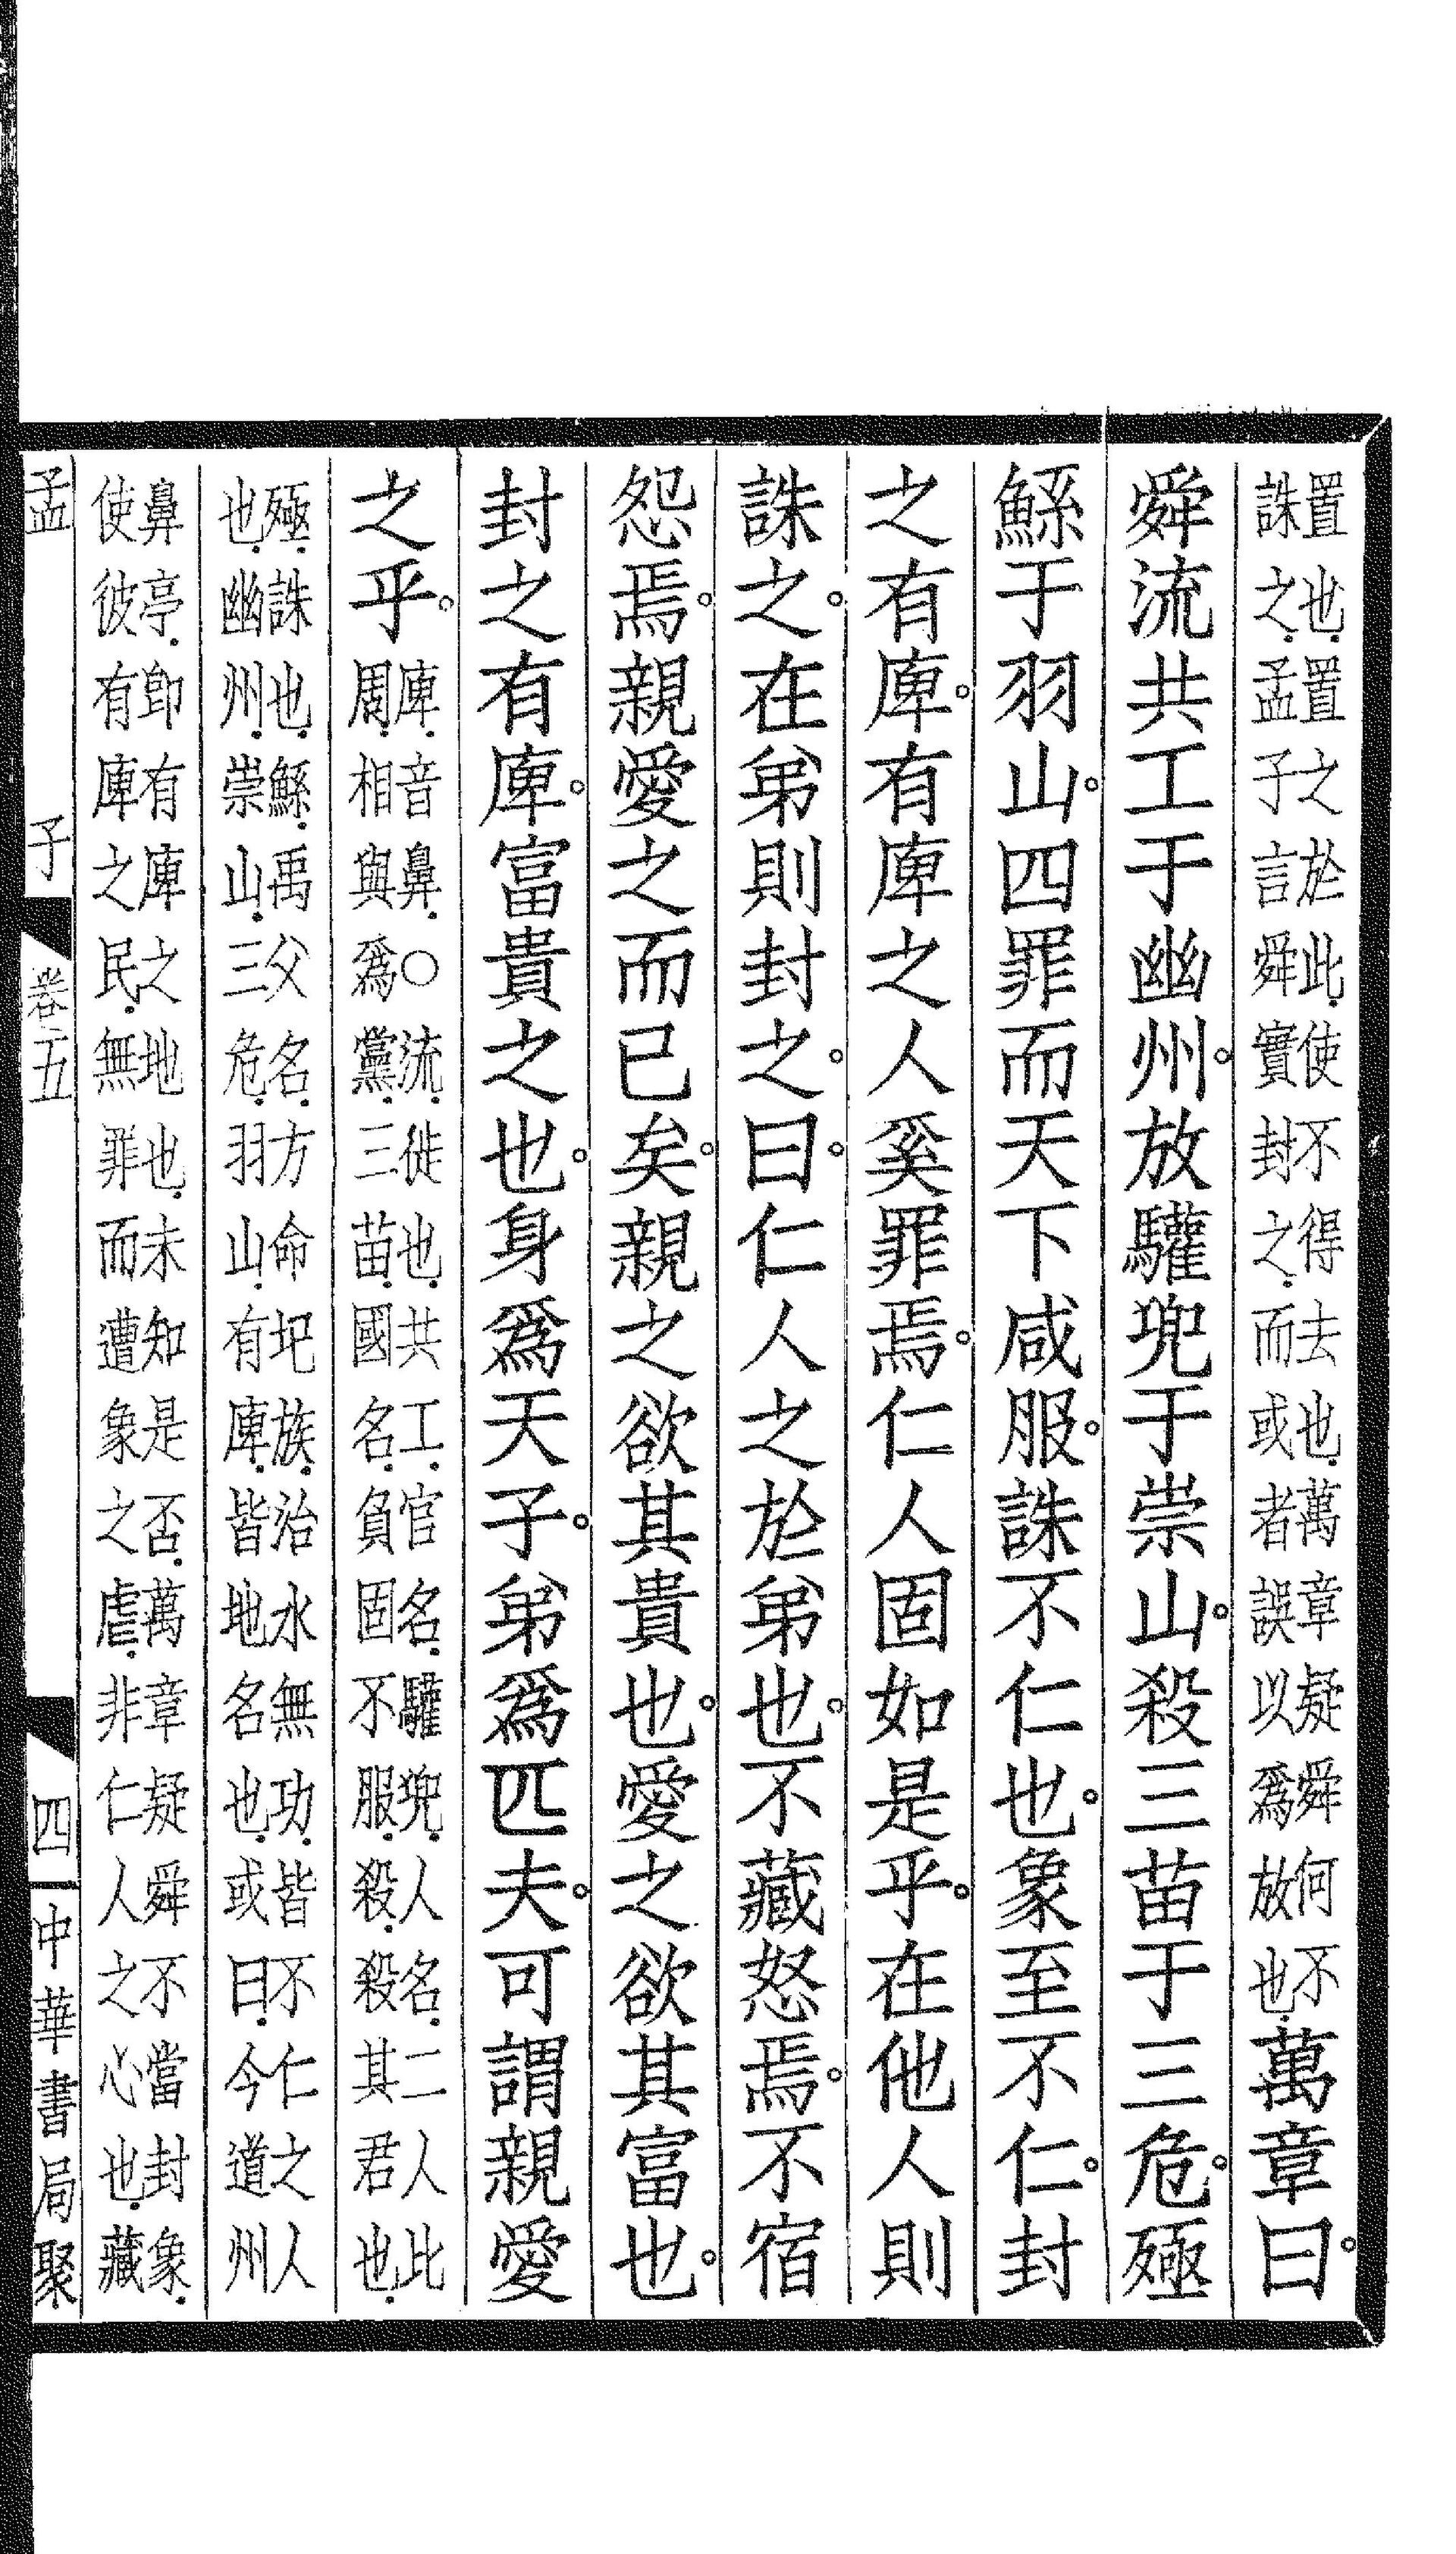 置也置之於此使不得去也萬章疑舜何不
誅之孟子言舜實封之而或者誤以爲放也萬章曰。
舜流共工于幽州。放驩兜于崇山。殺三苗于三危。殛
鯀于羽山。四罪而天下咸服。誅不仁也。象至不仁。封
之有庳。有庳之人奚罪焉。仁人固如是乎。在他人則
誅之。在弟則封之。曰。仁人之於弟也。不藏怒焉。不宿
怨焉。親愛之而已矣。親之欲其貴也。愛之欲其富也。
封之有庳。富貴之也。身爲天子。弟爲匹夫。可謂親愛
之乎。
庳音鼻○流徙也共工官名驩兜人名二人比
周相與爲黨三苗國名負固不服殺殺其君也
殛誅也鯀禹父名方命圮族治水無功皆不仁之人
也幽州崇山三危羽山有庳皆地名也或曰今道州
鼻亭即有庳之地也未知是否萬章疑舜不當封象
使彼有庳之民無罪而遭象之虐非仁人之心也藏
孟子 卷五 四 中華書局聚